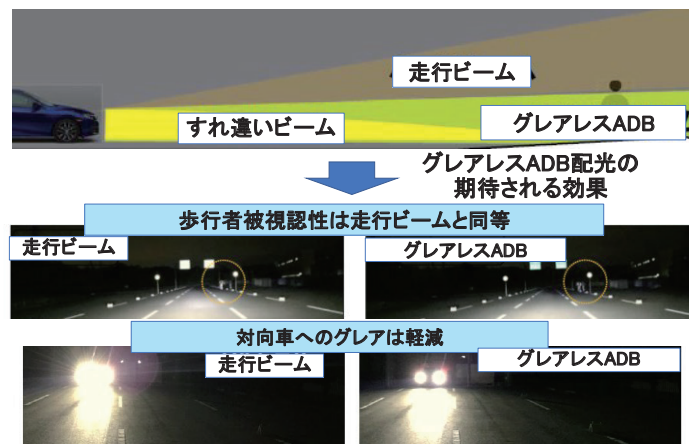 走行ビーム
すれ違いビーム
グレアレスADB
グレアレスADB配光の
期待される効果
歩行者被視認性は走行ビームと同等
走行ビーム
グレアレスADB
対向車へのグレアは軽減
走行ビーム
グレアレスADB